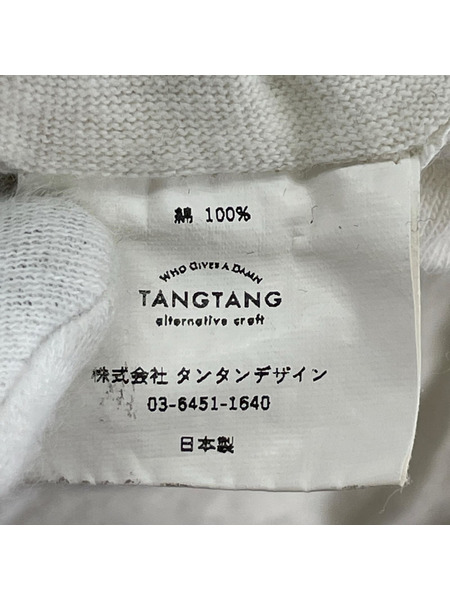 綿 100%
WHO GIVES A DAMN
TANGTANG
alternative craft
株式会社 タンタンデザイン
03-6451-1640
日本製